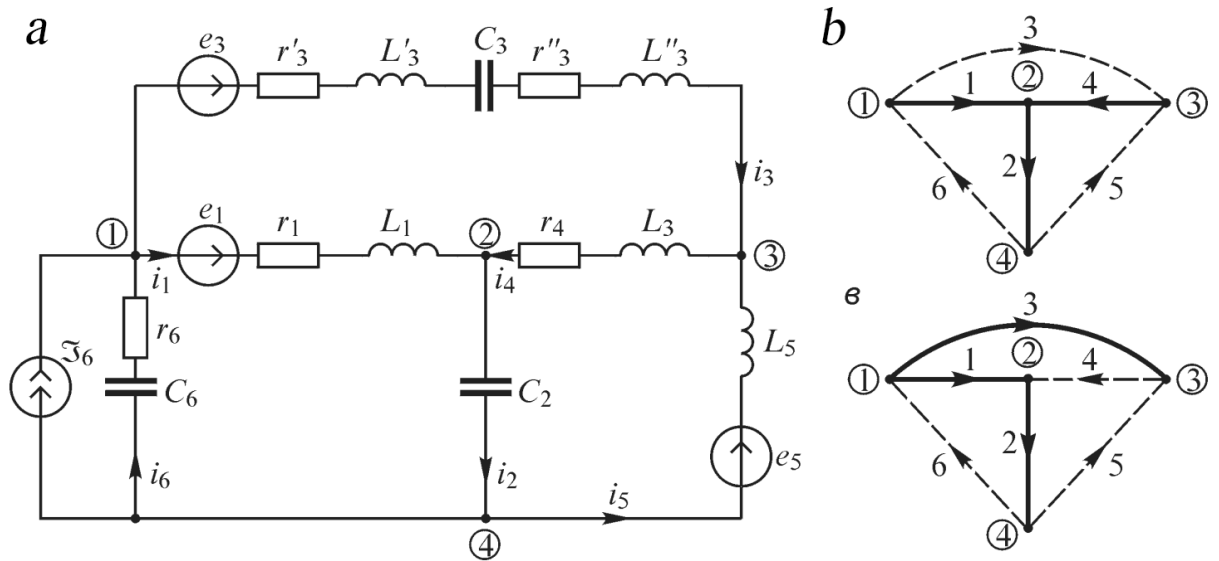 a
e₃ r'₃ L'₃ C₃ r''₃ L''₃
i₃
① e₁ r₁ L₁ ② r₄ L₃ ③
i₁ i₄
r₆
ℑ₆ C₆ C₂ L₅
i₆ i₂ i₅ e₅
④
b
3
① 1 ② 4 ③
2
6 5
④
в
3
① 1 ② 4 ③
2
6 5
④